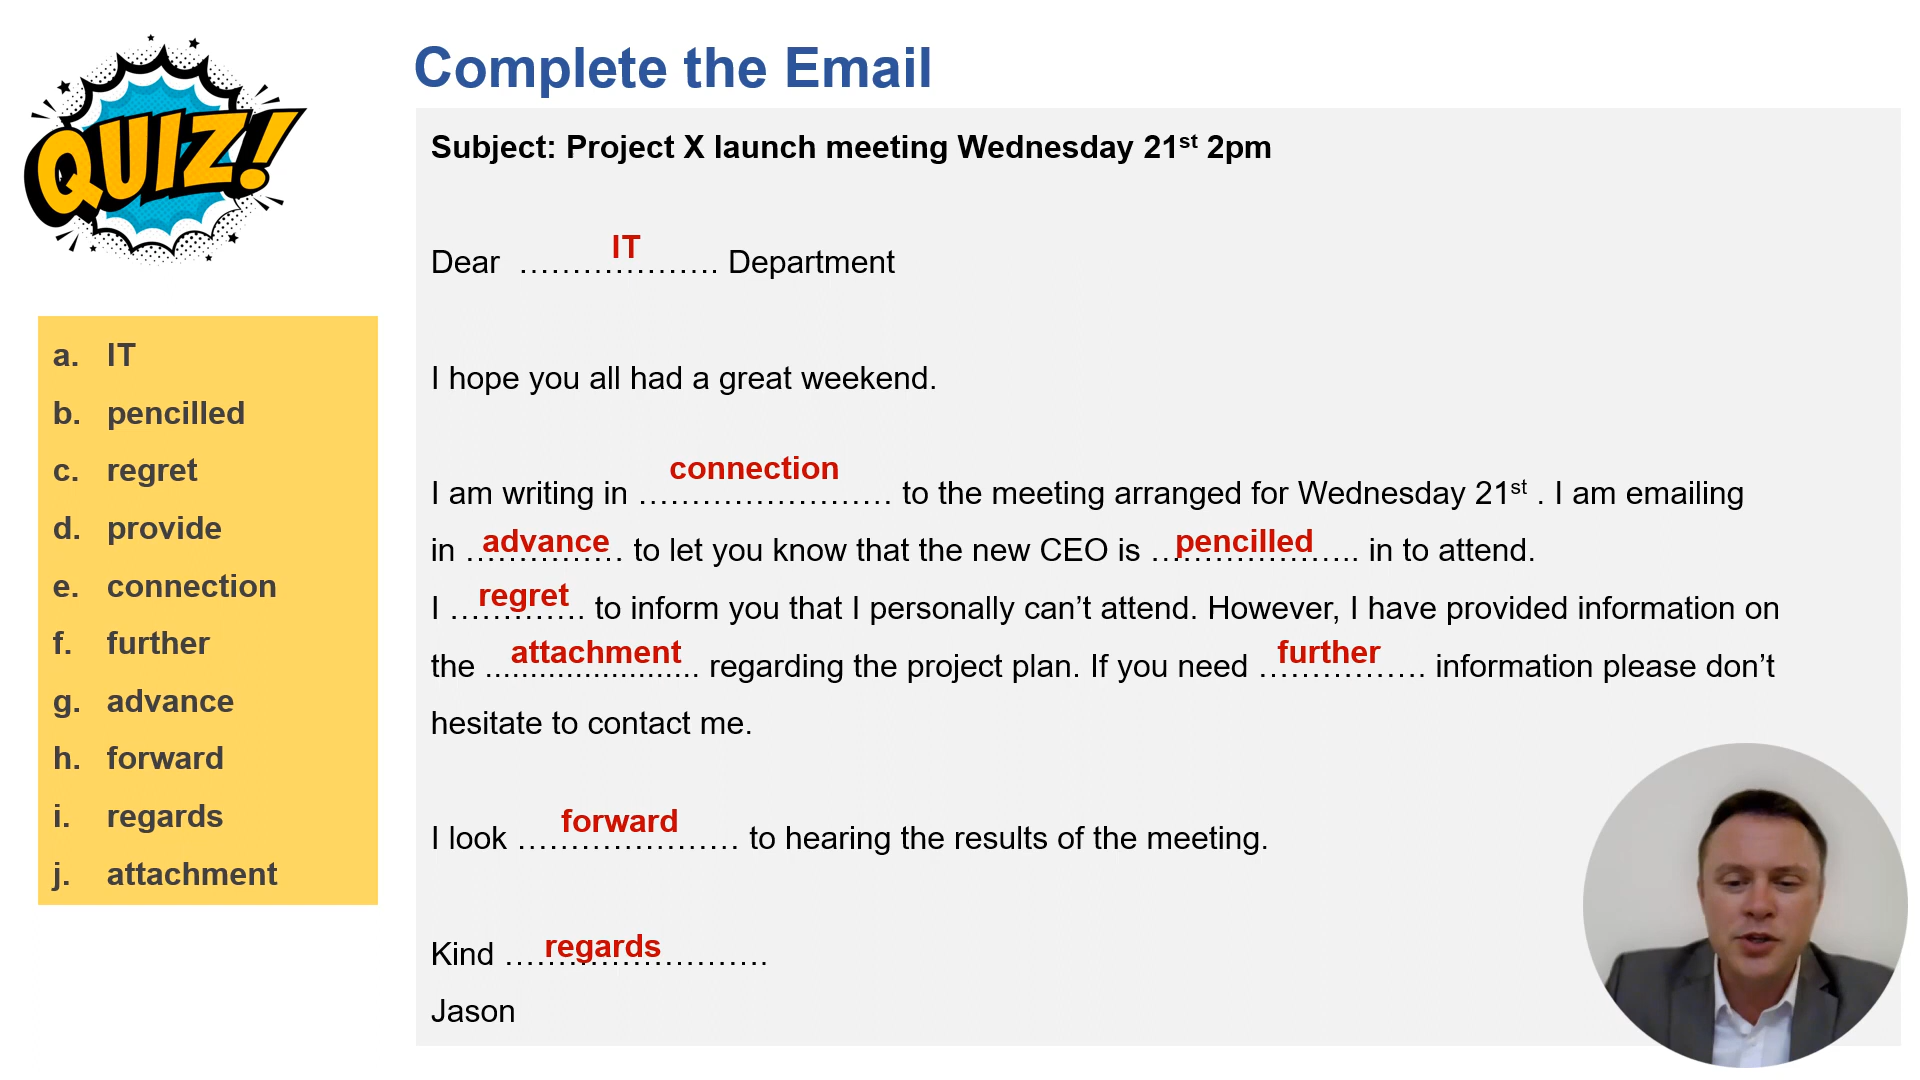 QUIZ!
Complete the Email
Subject: Project X launch meeting Wednesday 21st 2pm
Dear ………IT………. Department
I hope you all had a great weekend.
I am writing in ………connection……… to the meeting arranged for Wednesday 21st . I am emailing
in …advance… to let you know that the new CEO is …pencilled….. in to attend.
I …regret…. to inform you that I personally can’t attend. However, I have provided information on
the ...attachment... regarding the project plan. If you need …further…. information please don’t
hesitate to contact me.
I look ……forward…… to hearing the results of the meeting.
Kind ……regards…….
Jason
a. IT
b. pencilled
c. regret
d. provide
e. connection
f. further
g. advance
h. forward
i. regards
j. attachment